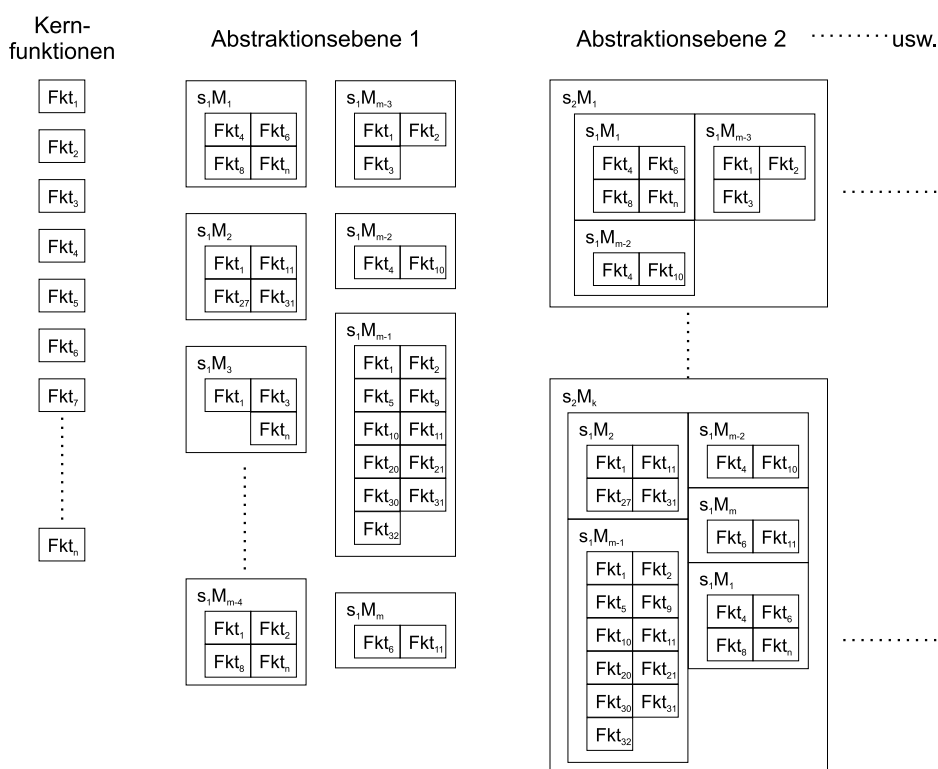 Kern-
funktionen
Fkt₁
Fkt₂
Fkt₃
Fkt₄
Fkt₅
Fkt₆
Fkt₇
Fktₙ
Abstraktionsebene 1
s₁M₁
Fkt₄ Fkt₆
Fkt₈ Fktₙ
s₁M₂
Fkt₁ Fkt₁₁
Fkt₂₇ Fkt₃₁
s₁M₃
Fkt₁ Fkt₃
Fktₙ
s₁Mₘ₋₄
Fkt₁ Fkt₂
Fkt₈ Fktₙ
s₁Mₘ₋₃
Fkt₁ Fkt₂
Fkt₃
s₁Mₘ₋₂
Fkt₄ Fkt₁₀
s₁Mₘ₋₁
Fkt₁ Fkt₂
Fkt₅ Fkt₉
Fkt₁₀ Fkt₁₁
Fkt₂₀ Fkt₂₁
Fkt₃₀ Fkt₃₁
Fkt₃₂
s₁Mₘ
Fkt₆ Fkt₁₁
Abstraktionsebene 2 ········· usw.
s₂M₁
s₁M₁
Fkt₄ Fkt₆
Fkt₈ Fktₙ
s₁Mₘ₋₃
Fkt₁ Fkt₂
Fkt₃
s₁Mₘ₋₂
Fkt₄ Fkt₁₀
s₂Mₖ
s₁M₂
Fkt₁ Fkt₁₁
Fkt₂₇ Fkt₃₁
s₁Mₘ₋₁
Fkt₁ Fkt₂
Fkt₅ Fkt₉
Fkt₁₀ Fkt₁₁
Fkt₂₀ Fkt₂₁
Fkt₃₀ Fkt₃₁
Fkt₃₂
s₁Mₘ₋₂
Fkt₄ Fkt₁₀
s₁Mₘ
Fkt₆ Fkt₁₁
s₁M₁
Fkt₄ Fkt₆
Fkt₈ Fktₙ